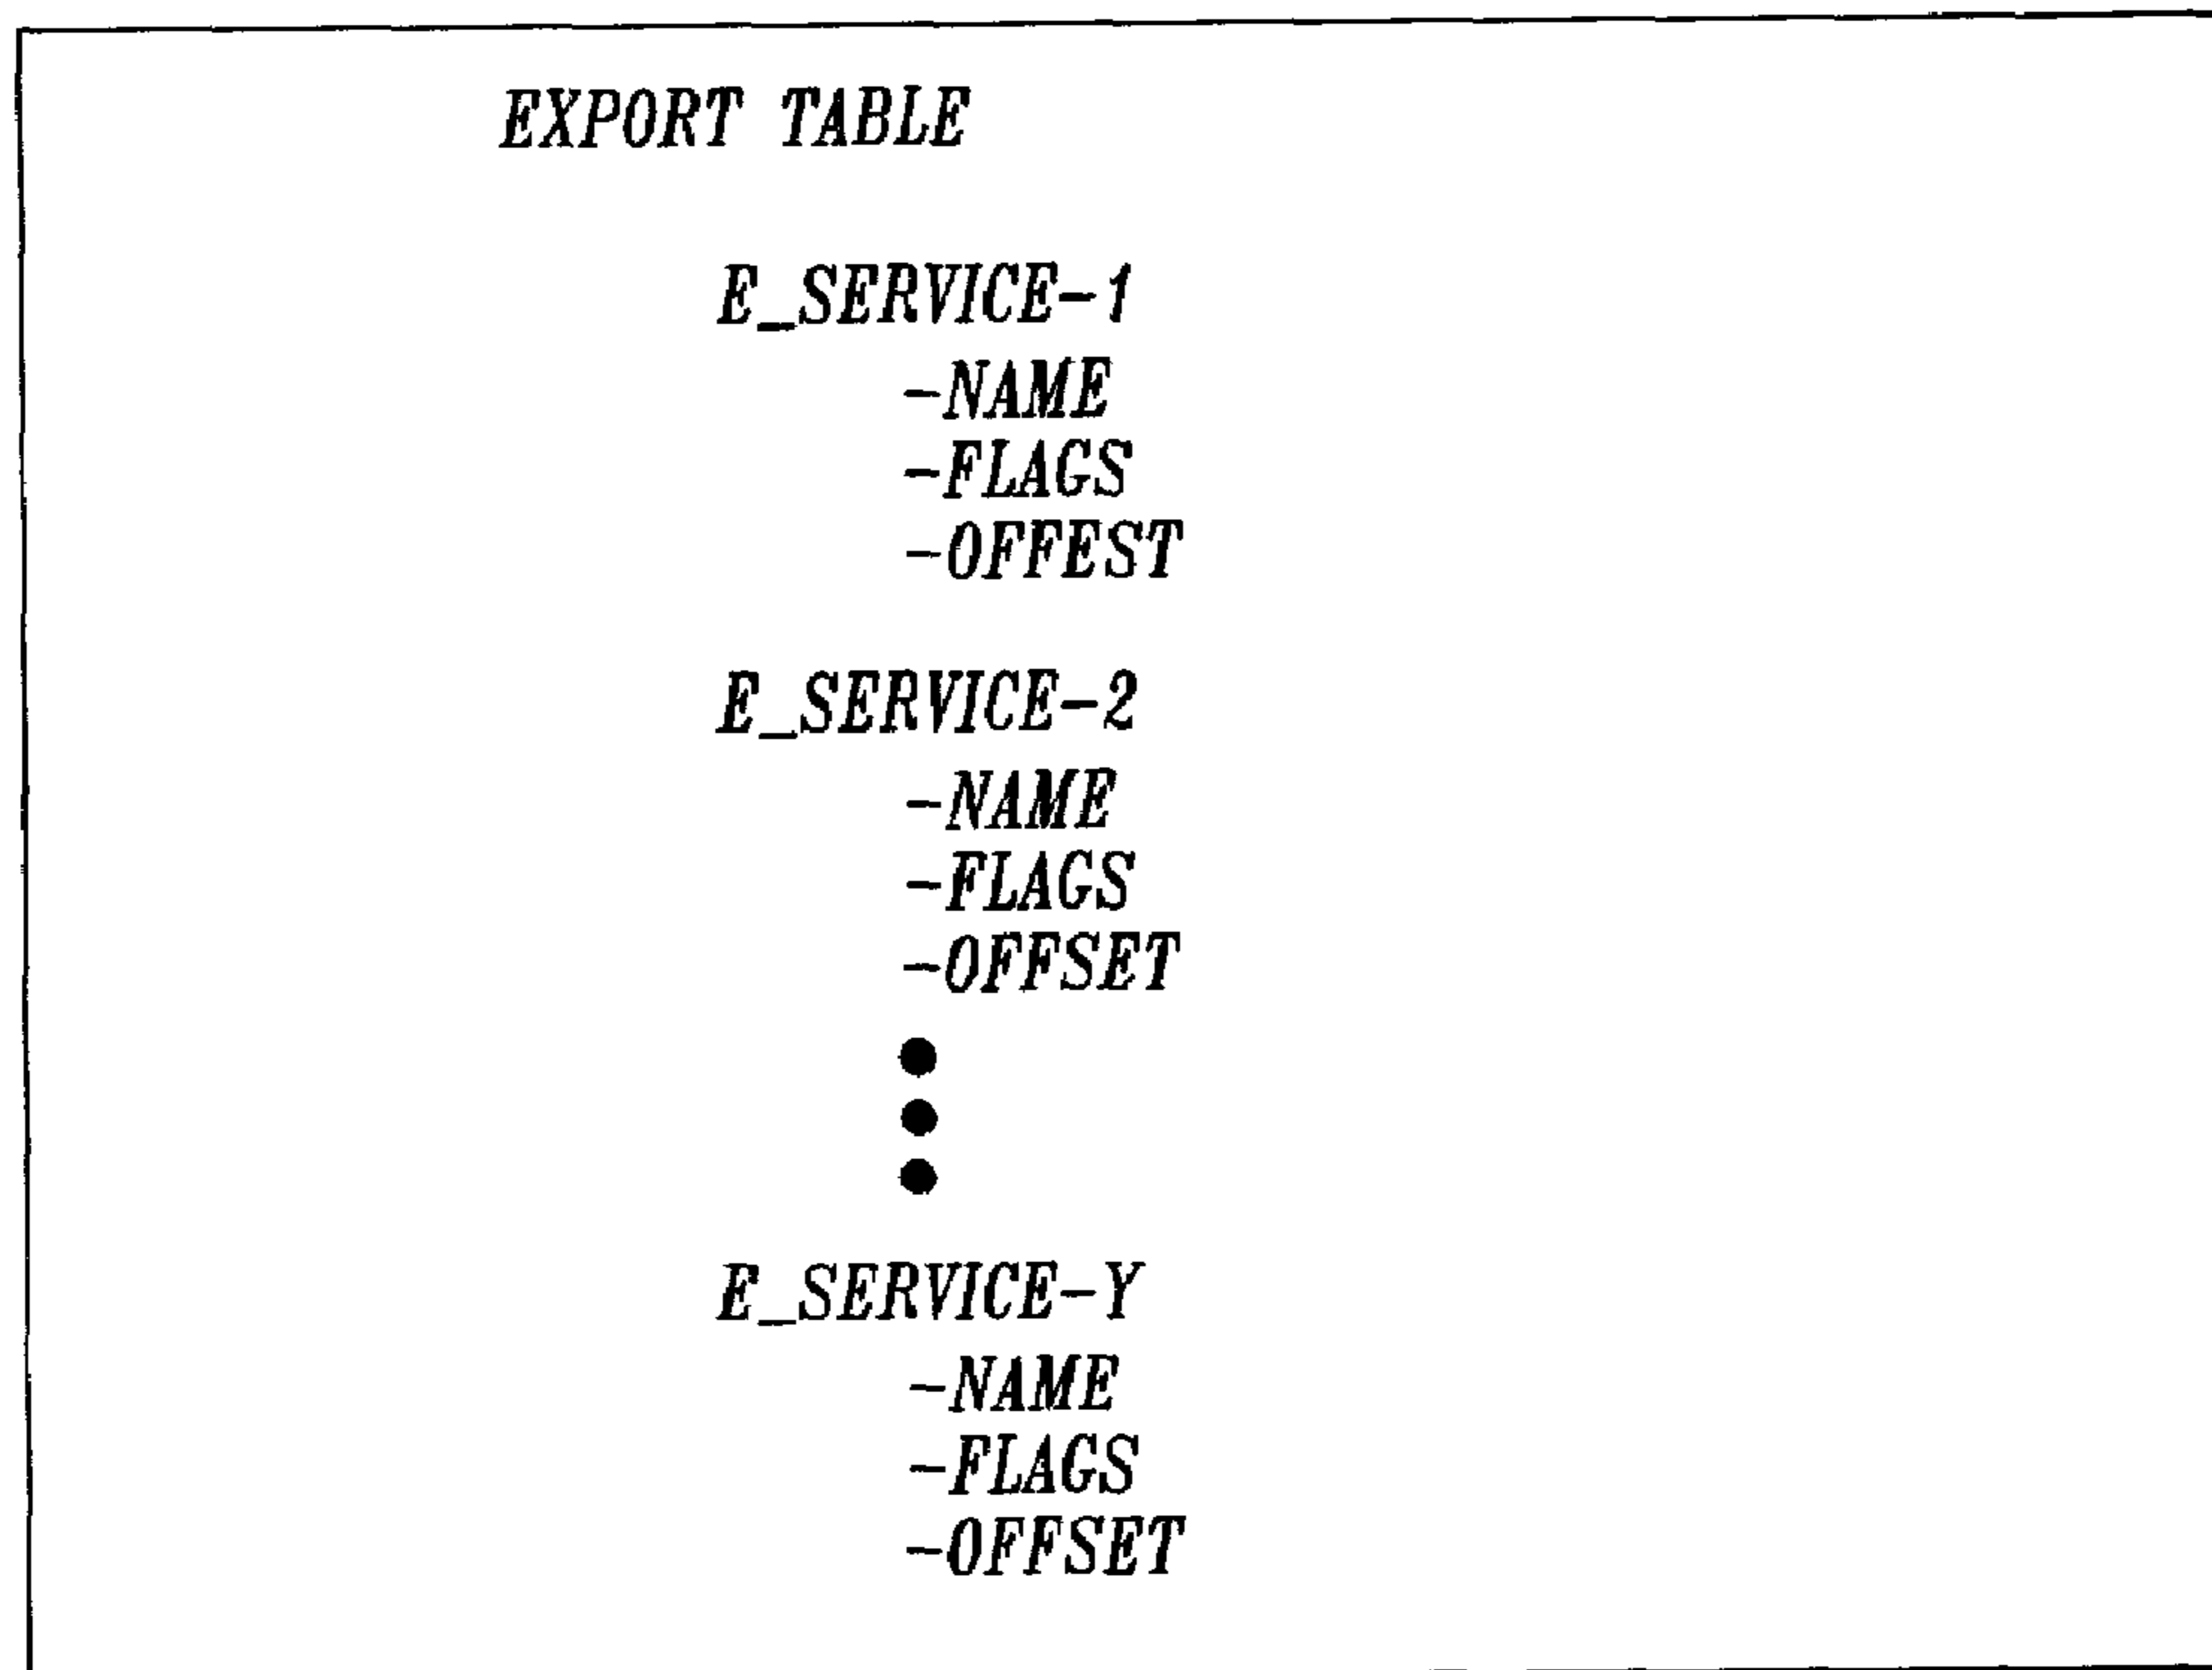 EXPORT TABLE
E_SERVICE-1
-NAME
-FLAGS
-OFFEST
E_SERVICE-2
-NAME
-FLAGS
-OFFSET
E_SERVICE-Y
-NAME
-FLAGS
-OFFSET